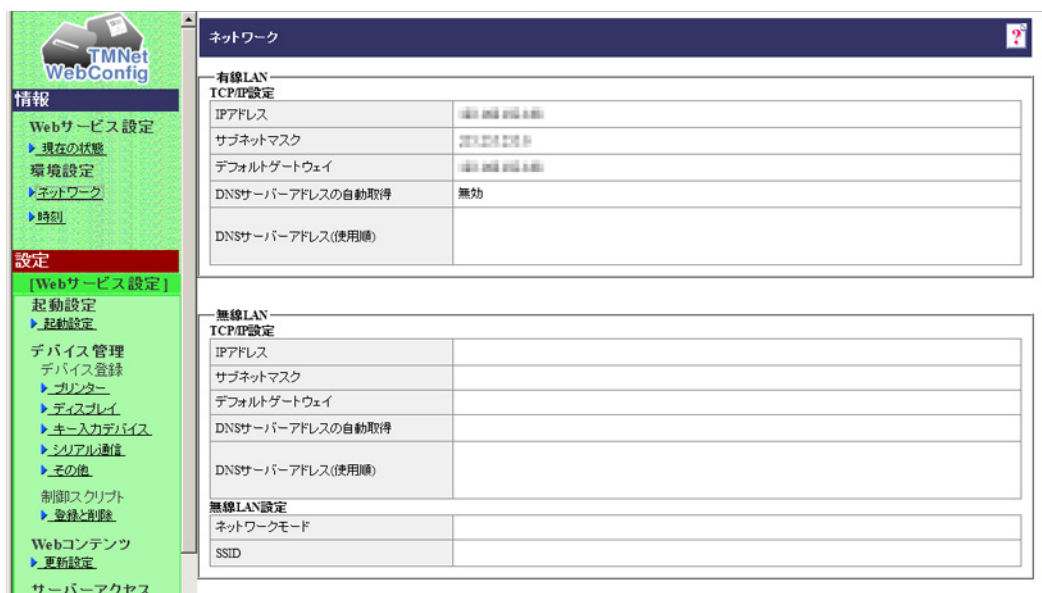 TMNet
WebConfig
情報
Webサービス設定
現在の状態
環境設定
ネットワーク
時刻
設定
[Webサービス設定]
起動設定
起動設定
デバイス管理
デバイス登録
プリンター
ディスプレイ
キー入力デバイス
シリアル通信
その他
制御スクリプト
登録と削除
Webコンテンツ
更新設定
サーバーアクセス
ネットワーク
?
有線LAN
TCP/IP設定
IPアドレス
サブネットマスク
デフォルトゲートウェイ
DNSサーバーアドレスの自動取得 無効
DNSサーバーアドレス(使用順)
無線LAN
TCP/IP設定
IPアドレス
サブネットマスク
デフォルトゲートウェイ
DNSサーバーアドレスの自動取得
DNSサーバーアドレス(使用順)
無線LAN設定
ネットワークモード
SSID